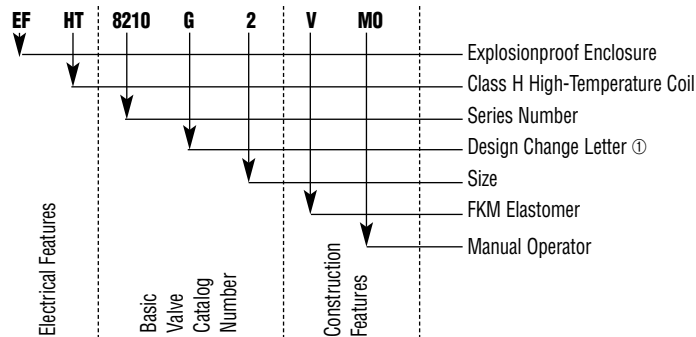 EF HT 8210 G 2 V MO
Explosionproof Enclosure
Class H High-Temperature Coil
Series Number
Design Change Letter ①
Size
FKM Elastomer
Manual Operator
Electrical Features
Basic
Valve
Catalog
Number
Construction
Features